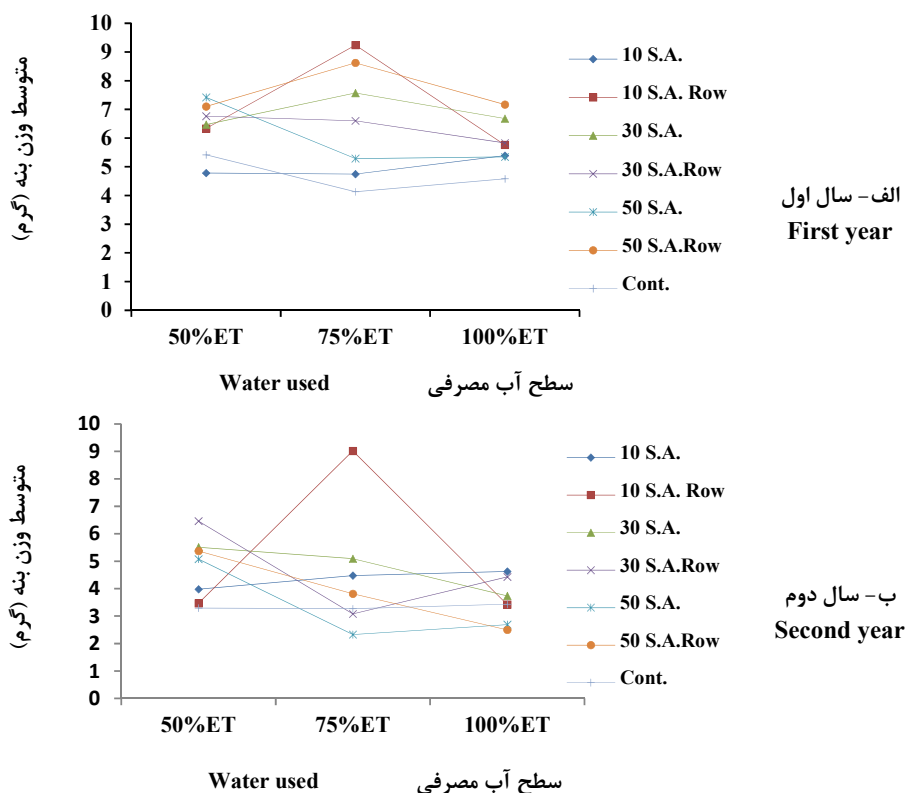 متوسط وزن بنه (گرم)
10
9
8
7
6
5
4
3
2
1
0
50%ET 75%ET 100%ET
Water used سطح آب مصرفی
10 S.A.
10 S.A. Row
30 S.A.
30 S.A.Row
50 S.A.
50 S.A.Row
Cont.
الف- سال اول
First year
متوسط وزن بنه (گرم)
10
9
8
7
6
5
4
3
2
1
0
50%ET 75%ET 100%ET
Water used سطح آب مصرفی
10 S.A.
10 S.A. Row
30 S.A.
30 S.A.Row
50 S.A.
50 S.A.Row
Cont.
ب- سال دوم
Second year